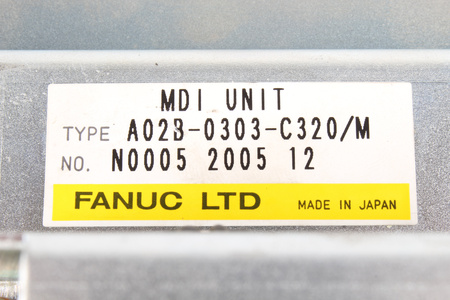 MDI UNIT
TYPE A02B-0303-C320/M
NO. N0005 2005 12
FANUC LTD MADE IN JAPAN